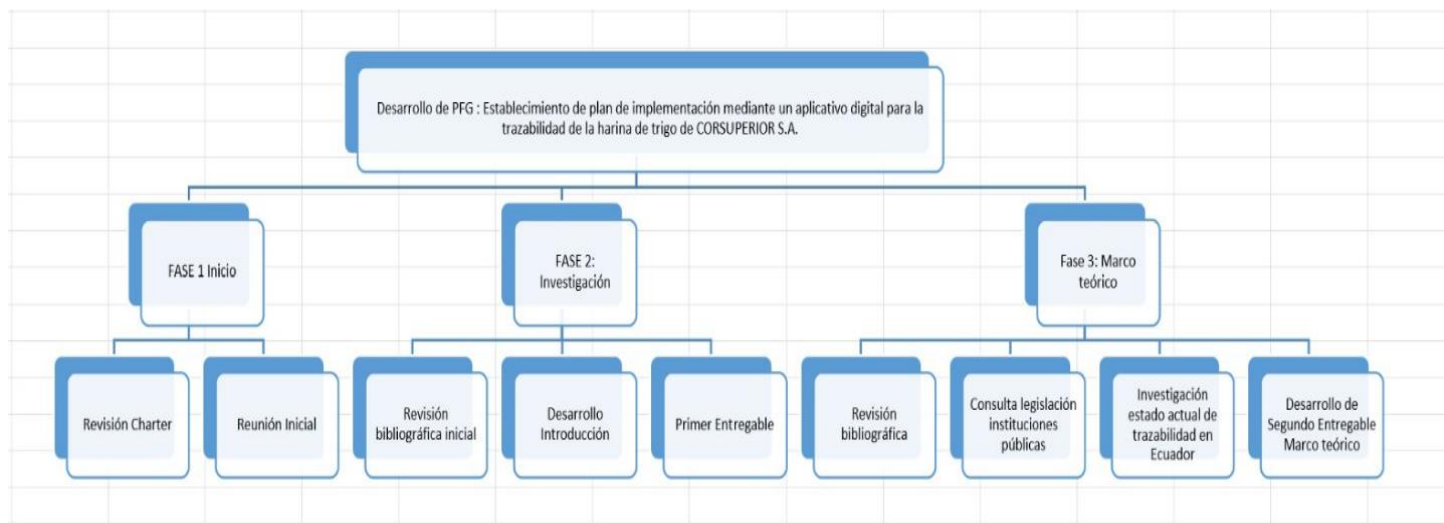 Desarrollo de PFG : Establecimiento de plan de implementación mediante un aplicativo digital para la
trazabilidad de la harina de trigo de CORSUPERIOR S.A.
FASE 1 Inicio
FASE 2:
Investigación
Fase 3: Marco
teórico
Revisión Charter
Reunión Inicial
Revisión
bibliográfica inicial
Desarrollo
Introducción
Primer Entregable
Revisión
bibliográfica
Consulta legislación
instituciones
públicas
Investigación
estado actual de
trazabilidad en
Ecuador
Desarrollo de
Segundo Entregable
Marco teórico